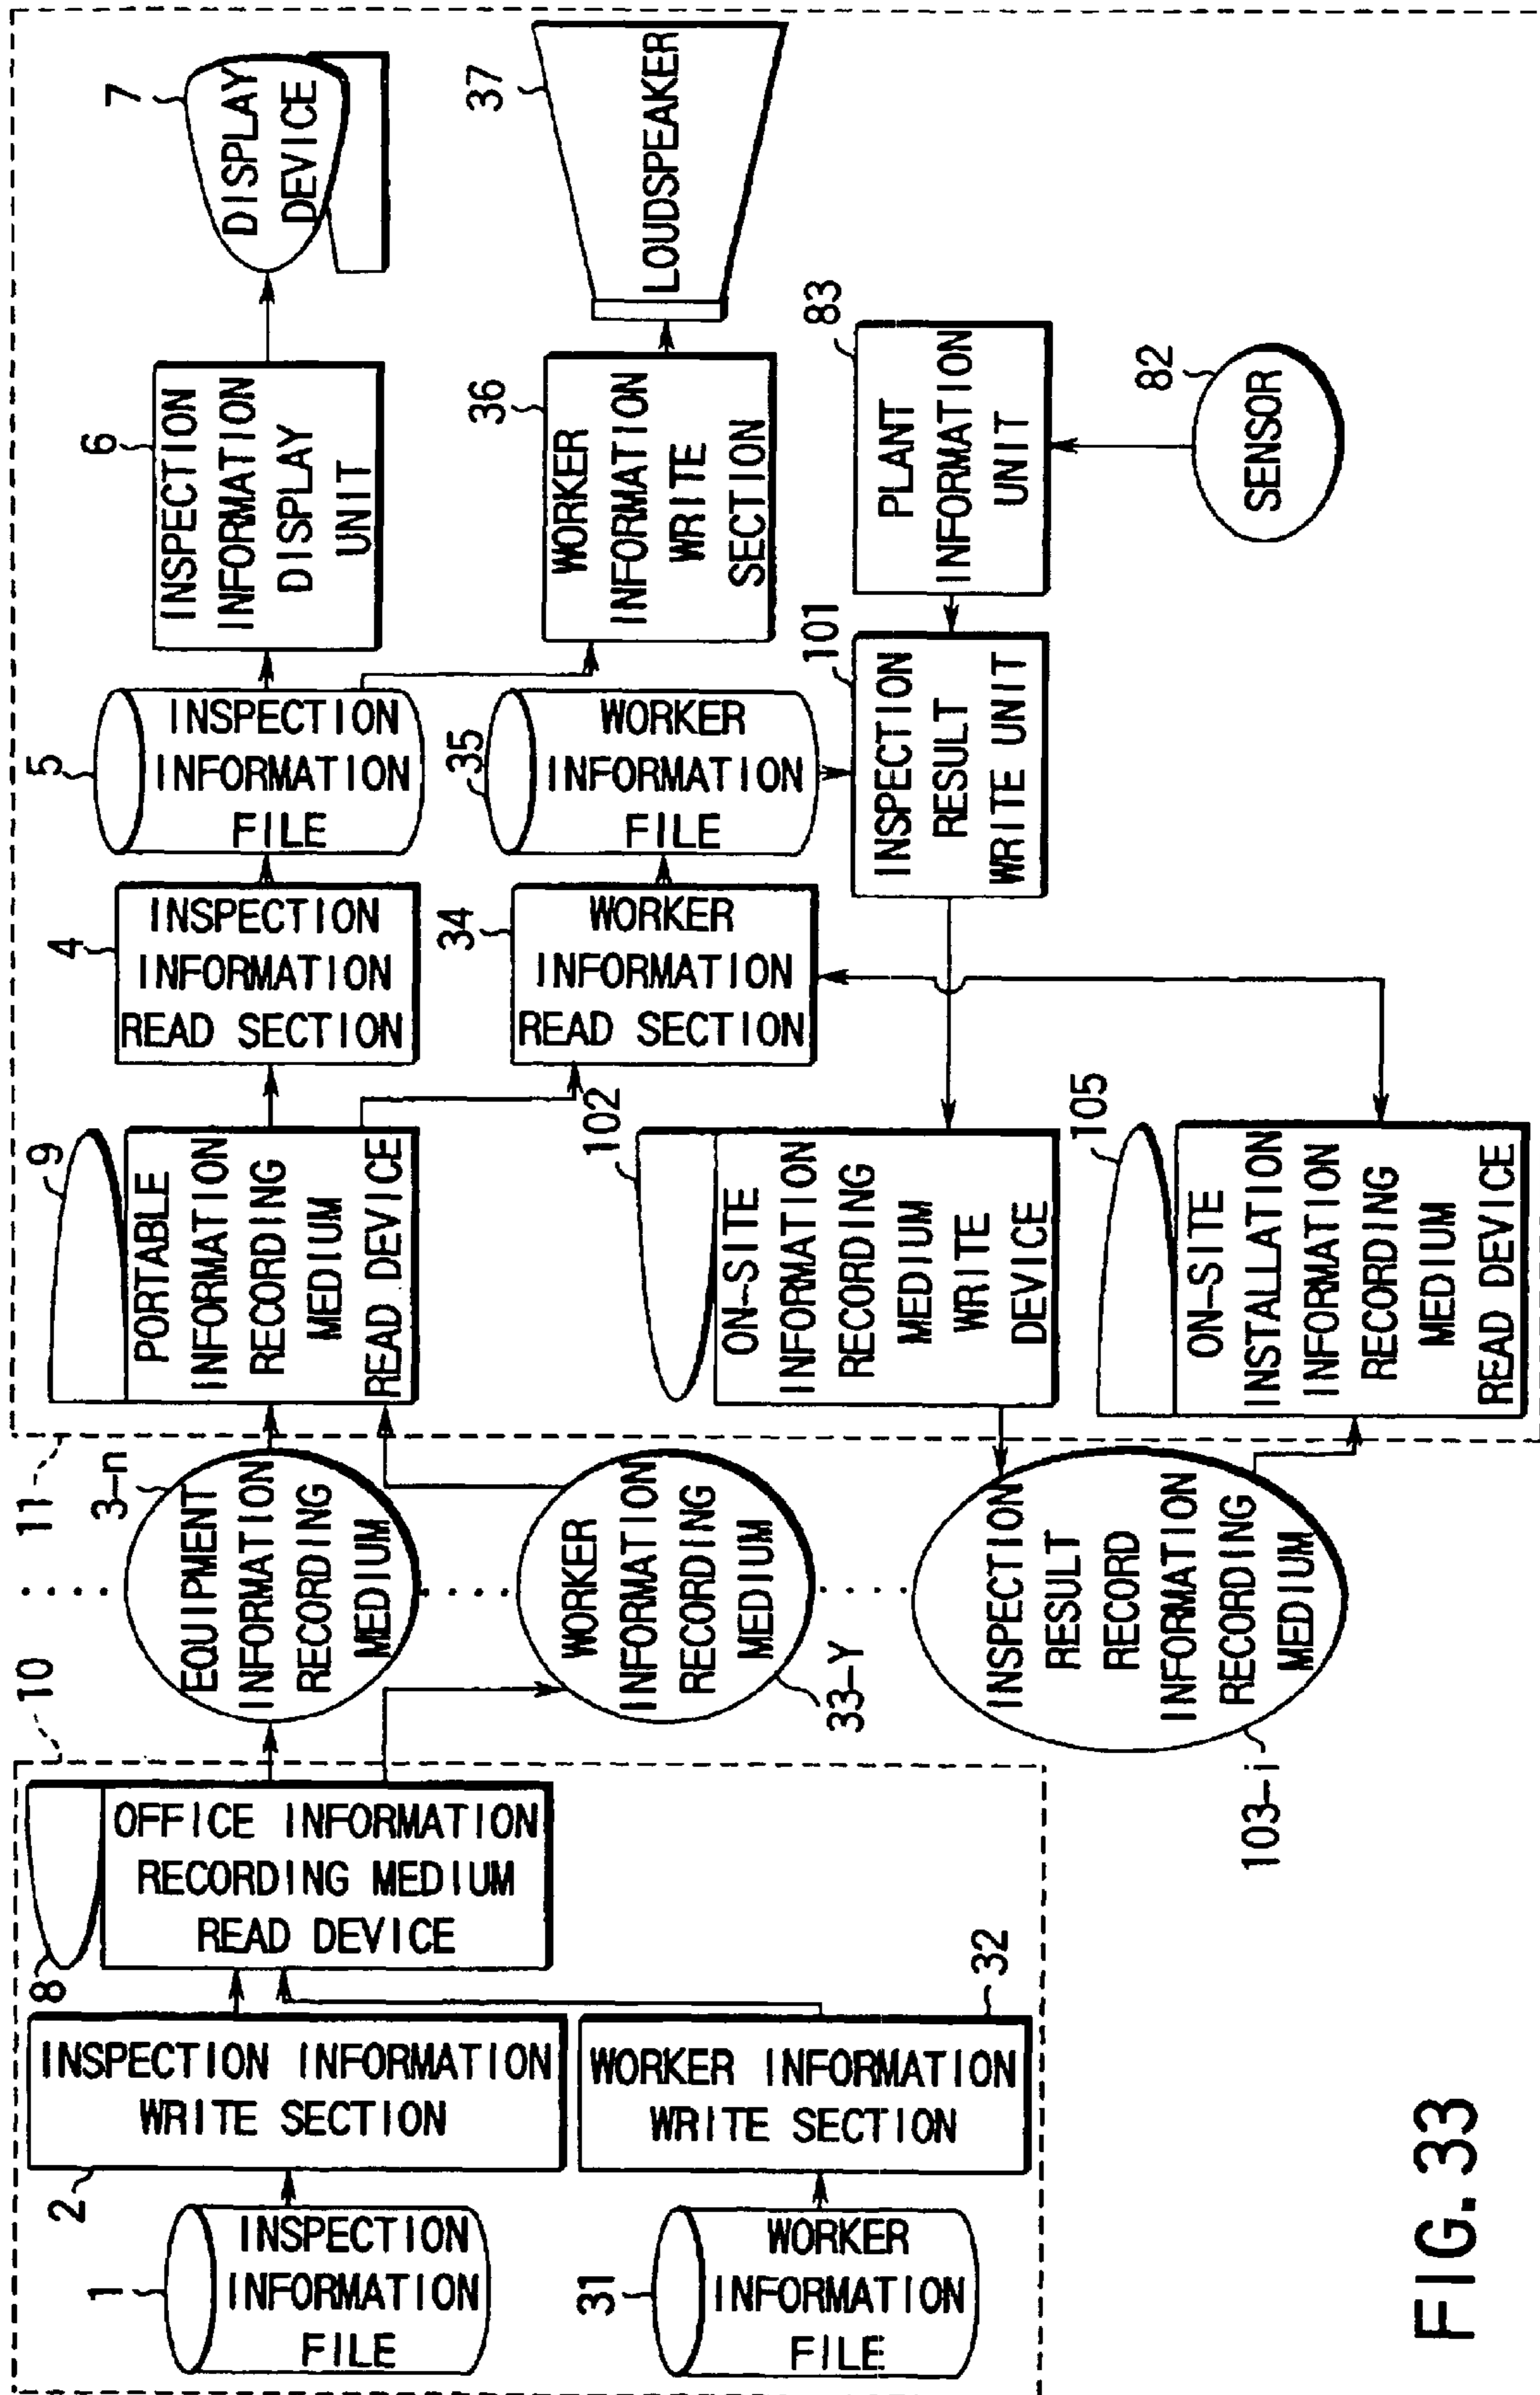 10
1
INSPECTION
INFORMATION
FILE
2
INSPECTION INFORMATION
WRITE SECTION
8
OFFICE INFORMATION
RECORDING MEDIUM
READ DEVICE
31
WORKER
INFORMATION
FILE
WORKER INFORMATION
WRITE SECTION
32
3-n
EQUIPMENT
INFORMATION
RECORDING
MEDIUM
WORKER
INFORMATION
RECORDING
MEDIUM
33-Y
INSPECTION
RESULT
RECORD
INFORMATION
RECORDING
MEDIUM
103-i
11
9
PORTABLE
INFORMATION
RECORDING
MEDIUM
READ DEVICE
4
INSPECTION
INFORMATION
READ SECTION
5
INSPECTION
INFORMATION
FILE
6
INSPECTION
INFORMATION
DISPLAY
UNIT
7
DISPLAY
DEVICE
34
WORKER
INFORMATION
READ SECTION
35
WORKER
INFORMATION
FILE
36
WORKER
INFORMATION
WRITE
SECTION
37
LOUDSPEAKER
102
ON-SITE
INFORMATION
RECORDING
MEDIUM
WRITE
DEVICE
101
INSPECTION
RESULT
WRITE UNIT
83
PLANT
INFORMATION
UNIT
82
SENSOR
105
ON-SITE
INSTALLATION
INFORMATION
RECORDING
MEDIUM
READ DEVICE
FIG. 33